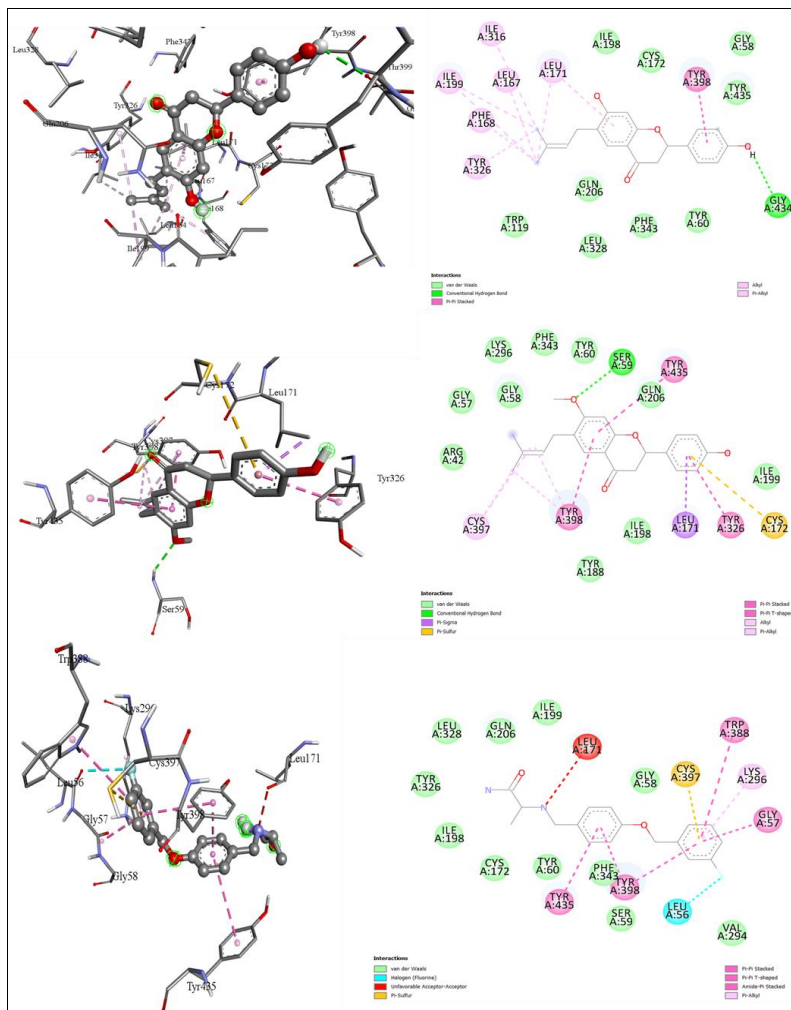 Leu328
Phe343
Tyr398
Thr399
Tyr326
Gln206
Leu171
Cys172
Ile199
ILE A:316
ILE A:198
CYS A:172
GLY A:58
ILE A:199
LEU A:167
LEU A:171
TYR A:398
TYR A:435
PHE A:168
TYR A:326
GLN A:206
TRP A:119
LEU A:328
PHE A:343
TYR A:60
GLY A:434
O
O
O
O
H
Interactions
van der Waals
Conventional Hydrogen Bond
Pi-Pi Stacked
Alkyl
Pi-Alkyl
Cys172
Leu171
Cys397
Tyr398
Tyr326
Tyr435
Ser59
LYS A:296
PHE A:343
TYR A:60
SER A:59
TYR A:435
GLY A:57
GLY A:58
GLN A:206
ARG A:42
ILE A:199
CYS A:397
TYR A:398
ILE A:198
LEU A:171
TYR A:326
CYS A:172
TYR A:188
O
O
O
O
Interactions
van der Waals
Conventional Hydrogen Bond
Pi-Sigma
Pi-Sulfur
Pi-Pi Stacked
Pi-Pi T-shaped
Alkyl
Pi-Alkyl
Trp388
Lys296
Cys397
Leu171
Leu56
Gly57
Tyr398
Gly58
Tyr435
LEU A:328
GLN A:206
ILE A:199
LEU A:171
TRP A:388
TYR A:326
GLY A:58
CYS A:397
LYS A:296
GLY A:57
ILE A:198
CYS A:172
TYR A:60
PHE A:343
TYR A:398
TYR A:435
SER A:59
LEU A:56
VAL A:294
O
N
N
O
Interactions
van der Waals
Halogen (Fluorine)
Unfavorable Acceptor-Acceptor
Pi-Sulfur
Pi-Pi Stacked
Pi-Pi T-shaped
Amide-Pi Stacked
Pi-Alkyl